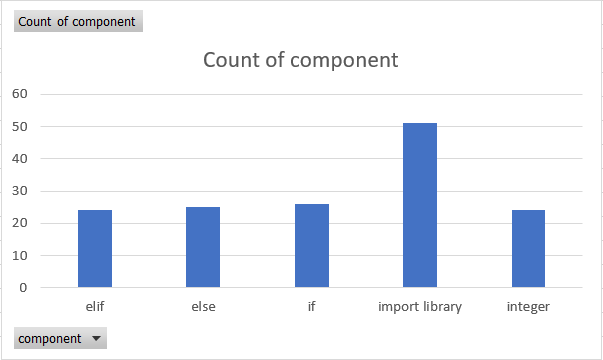 Count of component
Count of component
60
50
40
30
20
10
0
elif else if import library integer
component